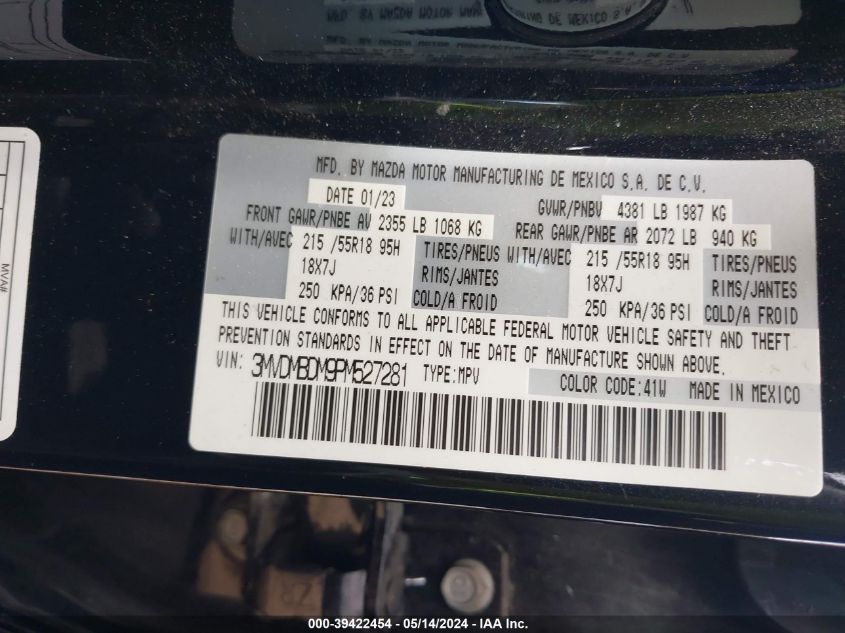 MVA#
MFD. BY MAZDA MOTOR MANUFACTURING DE MEXICO S.A. DE C.V.
DATE 01/23
GVWR/PNBV 4381 LB 1987 KG
FRONT GAWR/PNBE AV 2355 LB 1068 KG
REAR GAWR/PNBE AR 2072 LB 940 KG
WITH/AVEC 215 /55R18 95H TIRES/PNEUS WITH/AVEC 215 /55R18 95H TIRES/PNEUS
18X7J RIMS/JANTES 18X7J RIMS/JANTES
250 KPA/36 PSI COLD/A FROID 250 KPA/36 PSI COLD/A FROID
THIS VEHICLE CONFORMS TO ALL APPLICABLE FEDERAL MOTOR VEHICLE SAFETY AND THEFT
PREVENTION STANDARDS IN EFFECT ON THE DATE OF MANUFACTURE SHOWN ABOVE.
VIN: 3MVDMBDM9PM527281 TYPE:MPV
COLOR CODE:41W MADE IN MEXICO
000-39422454 - 05/14/2024 - IAA Inc.